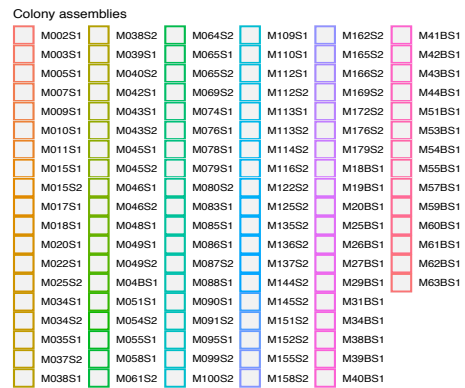 Colony assemblies
M002S1 M038S2 M064S2 M109S1 M162S2 M41BS1
M003S1 M039S1 M065S1 M110S1 M165S2 M42BS1
M005S1 M040S2 M065S2 M112S1 M166S2 M43BS1
M007S1 M042S1 M069S2 M112S2 M169S2 M44BS1
M009S1 M043S1 M074S1 M113S1 M172S2 M51BS1
M010S1 M043S2 M076S1 M113S2 M176S2 M53BS1
M011S1 M045S1 M078S1 M114S2 M179S2 M54BS1
M015S1 M045S2 M079S1 M116S2 M18BS1 M55BS1
M015S2 M046S1 M080S2 M122S2 M19BS1 M57BS1
M017S1 M046S2 M083S1 M125S2 M20BS1 M59BS1
M018S1 M048S1 M085S1 M135S2 M25BS1 M60BS1
M020S1 M049S1 M086S1 M136S2 M26BS1 M61BS1
M022S1 M049S2 M087S2 M137S2 M27BS1 M62BS1
M025S2 M04BS1 M088S1 M144S2 M29BS1 M63BS1
M034S1 M051S1 M090S1 M145S2 M31BS1
M034S2 M054S2 M091S2 M151S2 M34BS1
M035S1 M055S1 M095S1 M152S2 M38BS1
M037S2 M058S1 M099S2 M155S2 M39BS1
M038S1 M061S2 M100S2 M158S2 M40BS1